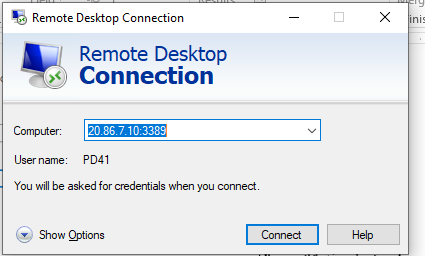 Remote Desktop Connection
Remote Desktop
Connection
Computer:
20.86.7.10:3389
User name:
PD41
You will be asked for credentials when you connect.
Show Options
Connect
Help